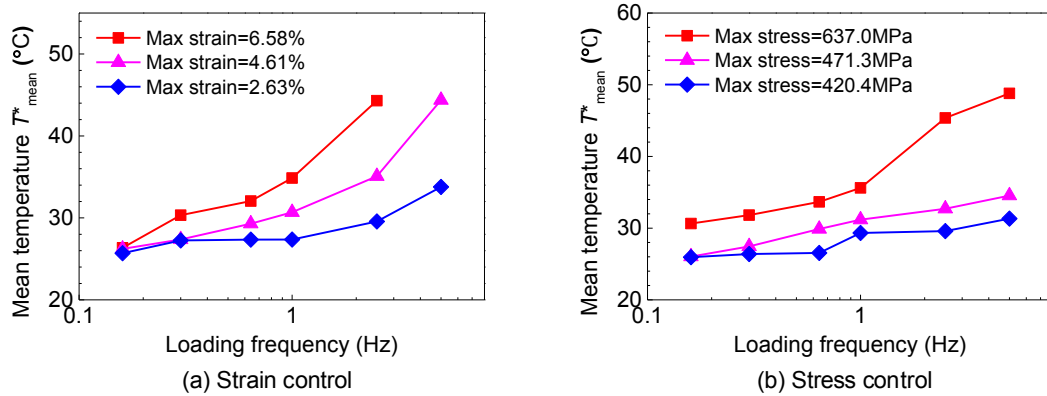 Max strain=6.58%
Max strain=4.61%
Max strain=2.63%
Mean temperature T*mean (°C)
50
40
30
20
0.1
1
Loading frequency (Hz)
(a) Strain control
Max stress=637.0MPa
Max stress=471.3MPa
Max stress=420.4MPa
Mean temperature T*mean (°C)
60
50
40
30
20
0.1
1
Loading frequency (Hz)
(b) Stress control